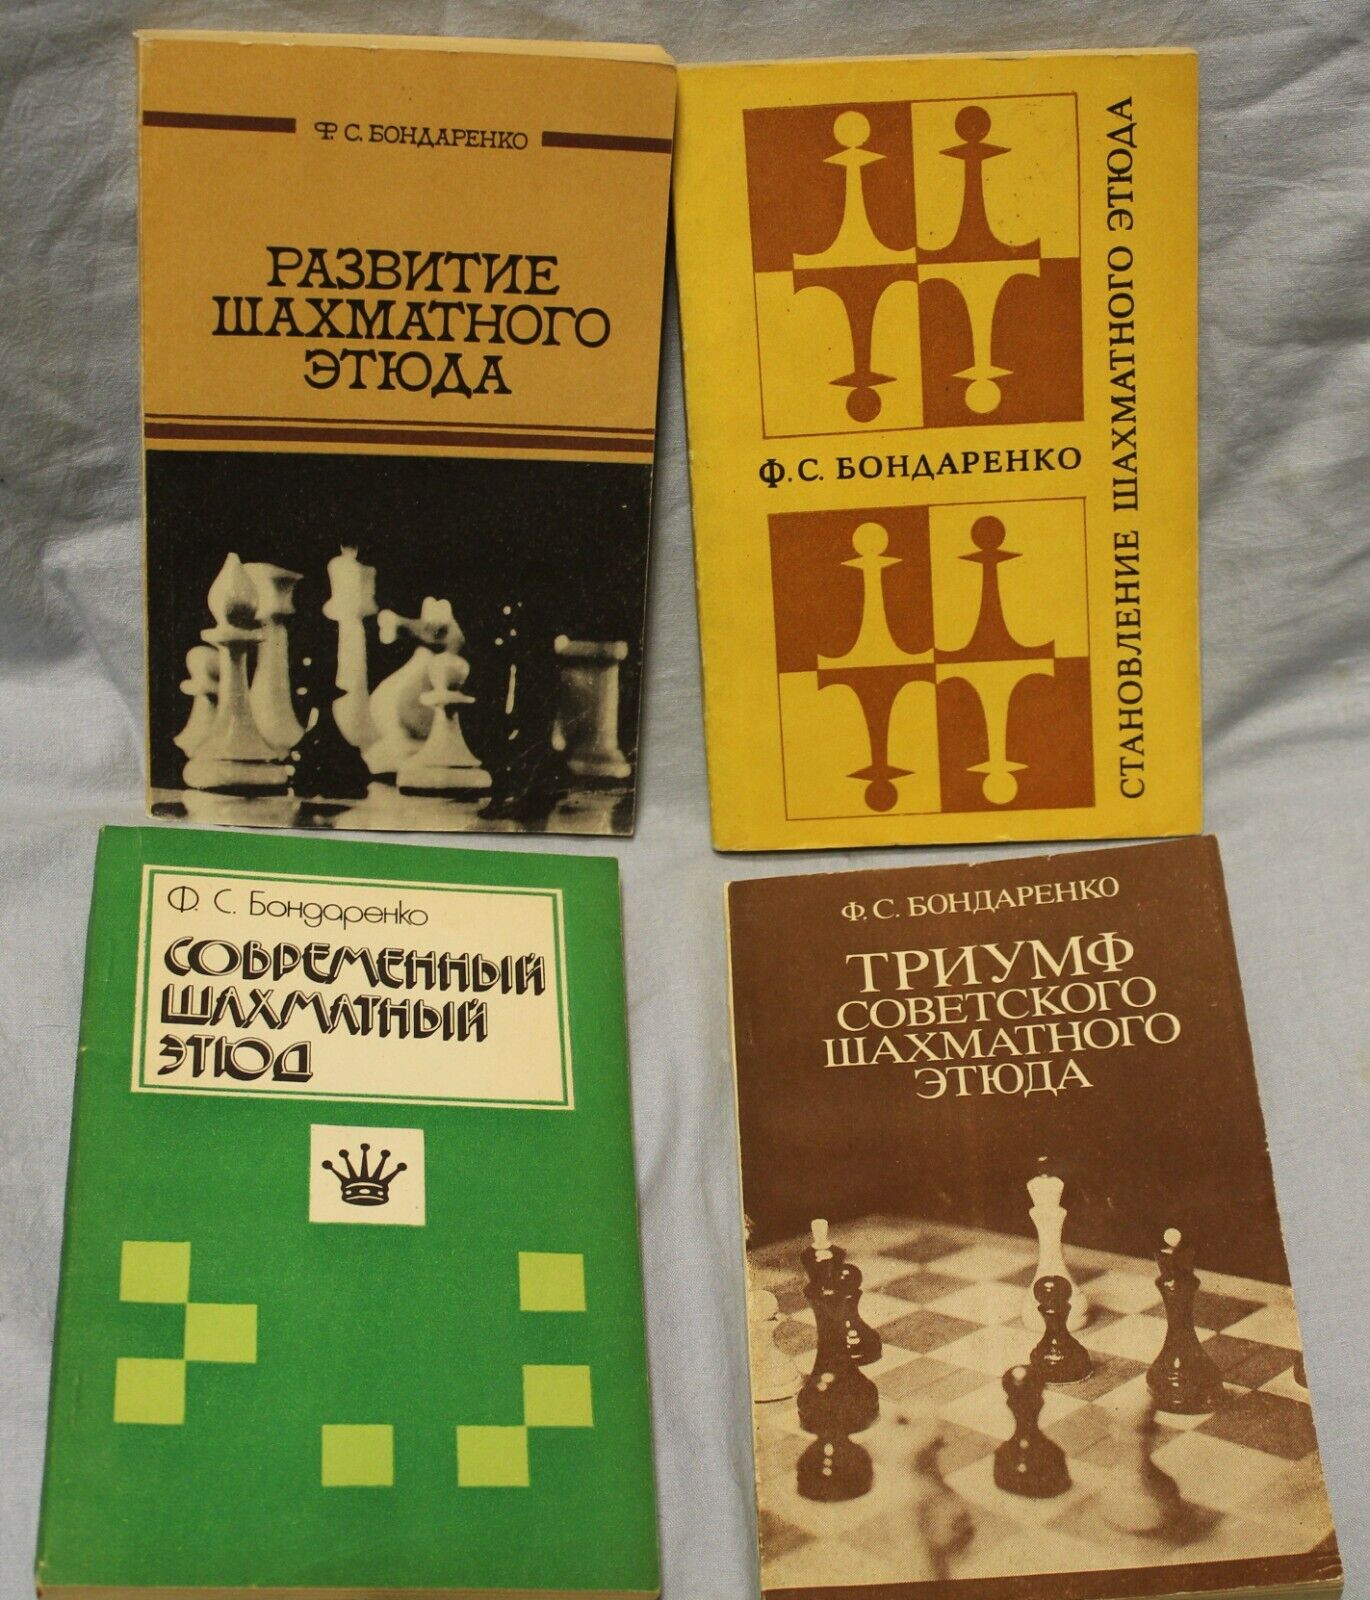 Ф. С. БОНДАРЕНКО
РАЗВИТИЕ
ШАХМАТНОГО
ЭТЮДА
Ф. С. БОНДАРЕНКО
СТАНОВЛЕНИЕ ШАХМАТНОГО ЭТЮДА
Ф. С. Бондаренко
СОВРЕМЕННЫЙ
ШАХМАТНЫЙ
ЭТЮД
Ф. С. БОНДАРЕНКО
ТРИУМФ
СОВЕТСКОГО
ШАХМАТНОГО
ЭТЮДА